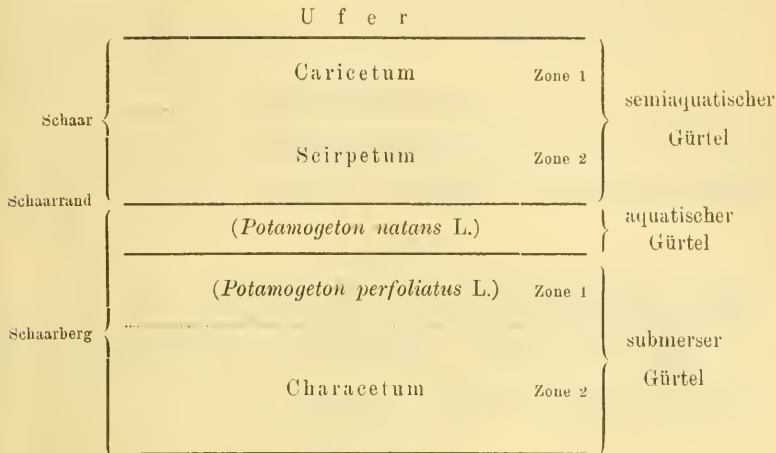 Ufer
Caricetum Zone 1
semiaquatischer
Schaar
Gürtel
Scirpetum Zone 2
Schaarrand
(Potamogeton natans L.)
aquatischer
Gürtel
(Potamogeton perfoliatus L.) Zone 1
Schaarberg
submerser
Gürtel
Characetum Zone 2